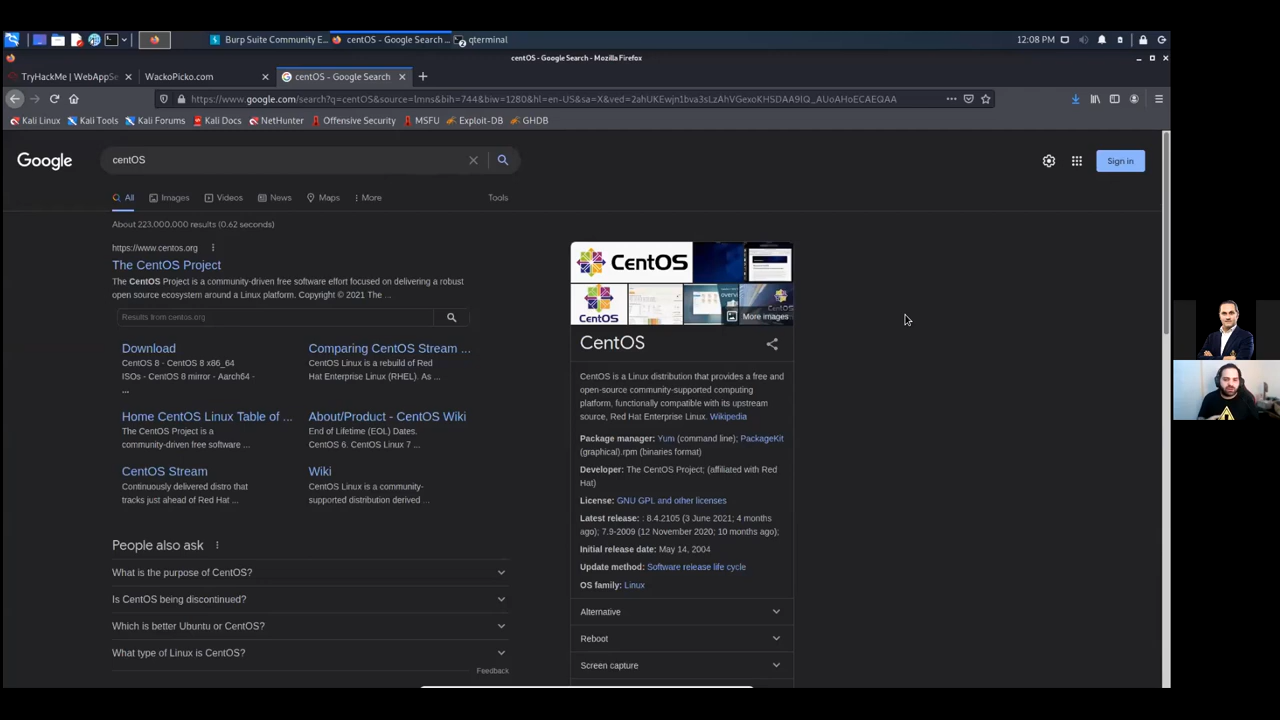 Burp Suite Community E...
centOS - Google Search ...
qterminal
12:08 PM
centOS - Google Search - Mozilla Firefox
TryHackMe | WebAppSe
WackoPicko.com
centOS - Google Search
https://www.google.com/search?q=centOS&source=lmns&bih=744&biw=1280&hl=en-US&sa=X&ved=2ahUKEwjn1bva3sLzAhVGexoKHSDAA9IQ_AUoAHoECAEQAA
Kali Linux
Kali Tools
Kali Forums
Kali Docs
NetHunter
Offensive Security
MSFU
Exploit-DB
GHDB
Google
centOS
Sign in
All
Images
Videos
News
Maps
More
Tools
About 223,000,000 results (0.62 seconds)
https://www.centos.org
The CentOS Project
The CentOS Project is a community-driven free software effort focused on delivering a robust
open source ecosystem around a Linux platform. Copyright © 2021 The ...
Results from centos.org
Download
CentOS 8 - CentOS 8 x86_64
ISOs - CentOS 8 mirror - Aarch64 -
...
Comparing CentOS Stream ...
CentOS Linux is a rebuild of Red
Hat Enterprise Linux (RHEL). As ...
Home CentOS Linux Table of ...
The CentOS Project is a
community-driven free software ...
About/Product - CentOS Wiki
End of Lifetime (EOL) Dates.
CentOS 6. CentOS Linux 7 ...
CentOS Stream
Continuously delivered distro that
tracks just ahead of Red Hat ...
Wiki
CentOS Linux is a community-
supported distribution derived ...
People also ask
What is the purpose of CentOS?
Is CentOS being discontinued?
Which is better Ubuntu or CentOS?
What type of Linux is CentOS?
Feedback
CentOS
CentOS
More images
CentOS
CentOS is a Linux distribution that provides a free and
open-source community-supported computing
platform, functionally compatible with its upstream
source, Red Hat Enterprise Linux. Wikipedia
Package manager: Yum (command line); PackageKit
(graphical).rpm (binaries format)
Developer: The CentOS Project; (affiliated with Red
Hat)
License: GNU GPL and other licenses
Latest release: : 8.4.2105 (3 June 2021; 4 months
ago); 7.9-2009 (12 November 2020; 10 months ago);
Initial release date: May 14, 2004
Update method: Software release life cycle
OS family: Linux
Alternative
Reboot
Screen capture